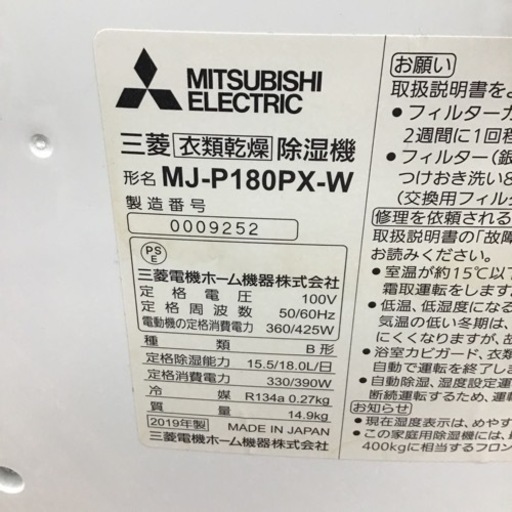 MITSUBISHI
ELECTRIC
三菱 衣類乾燥 除湿機
形名 MJ-P180PX-W
製造番号
0009252
PS
E
三菱電機ホーム機器株式会社
定格電圧 100V
定格周波数 50/60Hz
電動機の定格消費電力 360/425W
種類 B形
定格除湿能力 15.5/18.0L/日
定格消費電力 330/390W
冷媒 R134a 0.27kg
質量 14.9kg
2019年製 MADE IN JAPAN
三菱電機ホーム機器株式会社
お願い
取扱説明書を
●フィルター
2週間に1回
●フィルター(銀
つけおき洗い
(交換用フィル
修理を依頼される
取扱説明書の「故障
お読みください。
●室温が約15℃以
霜取運転をします
●低温、低湿度になる
気温の低い冬期は、
にくくなりますが、故
●浴室カビガード、衣類
自動で運転を終了し
●自動除湿、湿度設定運
断続運転するため、運転
お知らせ
●現在湿度表示は、めやす
●この家庭用除湿機には、
400kgに相当するフロン